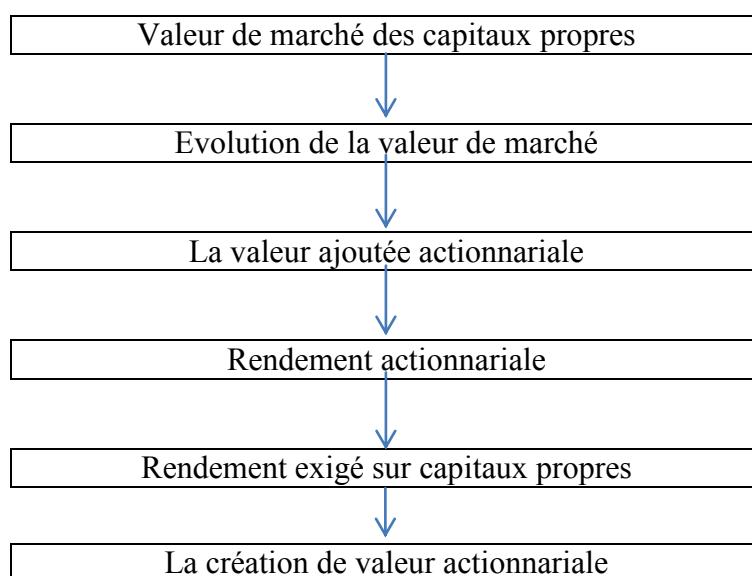 Valeur de marché des capitaux propres
Evolution de la valeur de marché
La valeur ajoutée actionnariale
Rendement actionnariale
Rendement exigé sur capitaux propres
La création de valeur actionnariale